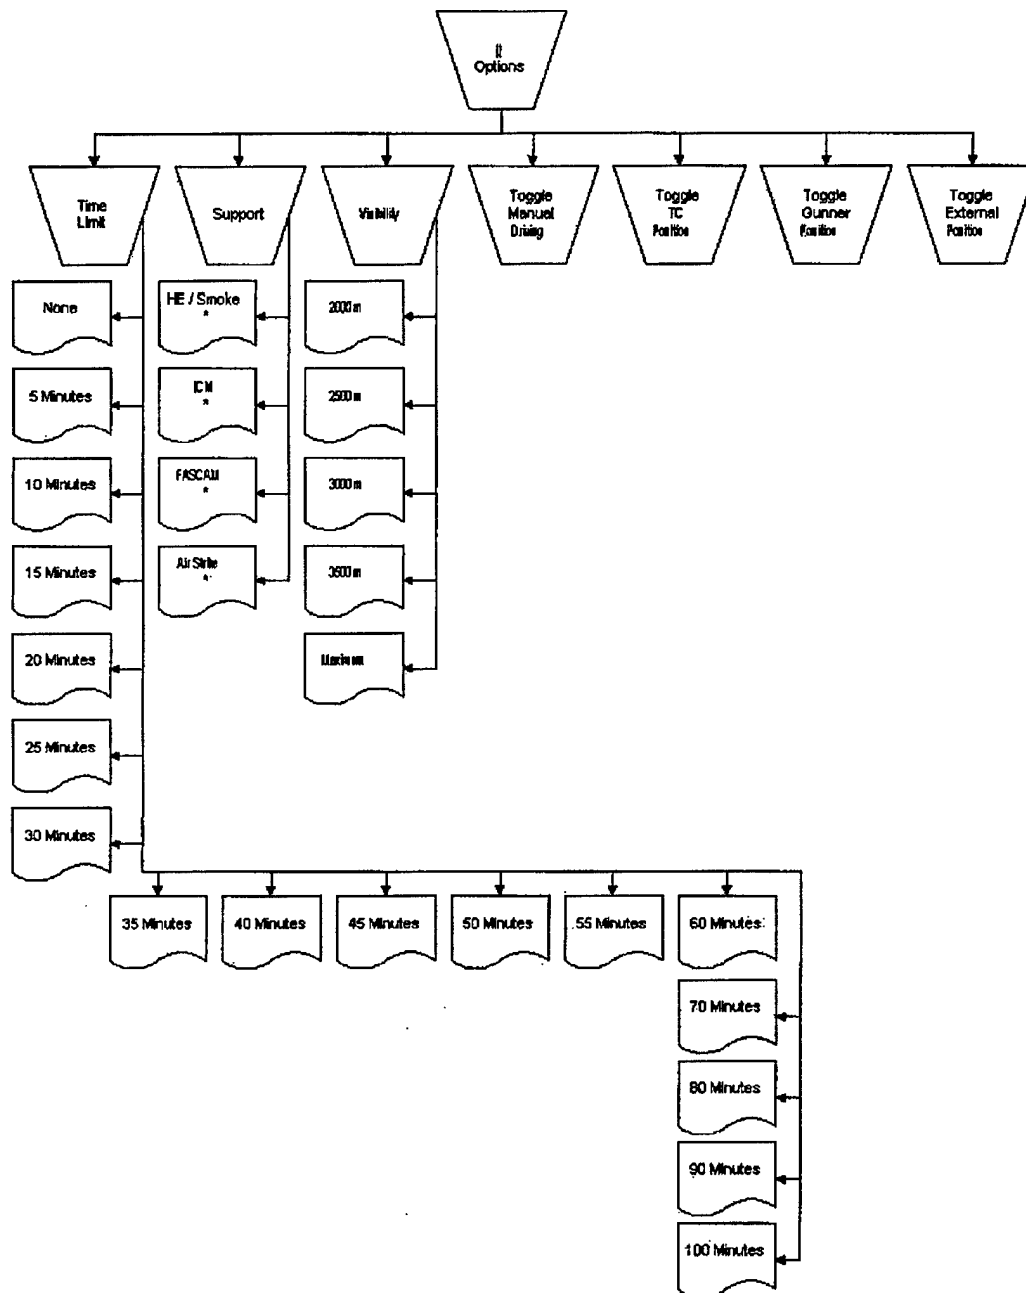 Options
Time
Limit
Support
Visibility
Toggle
Manual
Driving
Toggle
TC
Position
Toggle
Gunner
Position
Toggle
External
Position
None
5 Minutes
10 Minutes
15 Minutes
20 Minutes
25 Minutes
30 Minutes
HE / Smoke
*
ICM
*
FASCAM
*
Air Strike
*
2000 m
2500 m
3000 m
3500 m
Maximum
35 Minutes
40 Minutes
45 Minutes
50 Minutes
55 Minutes
60 Minutes
70 Minutes
80 Minutes
90 Minutes
100 Minutes